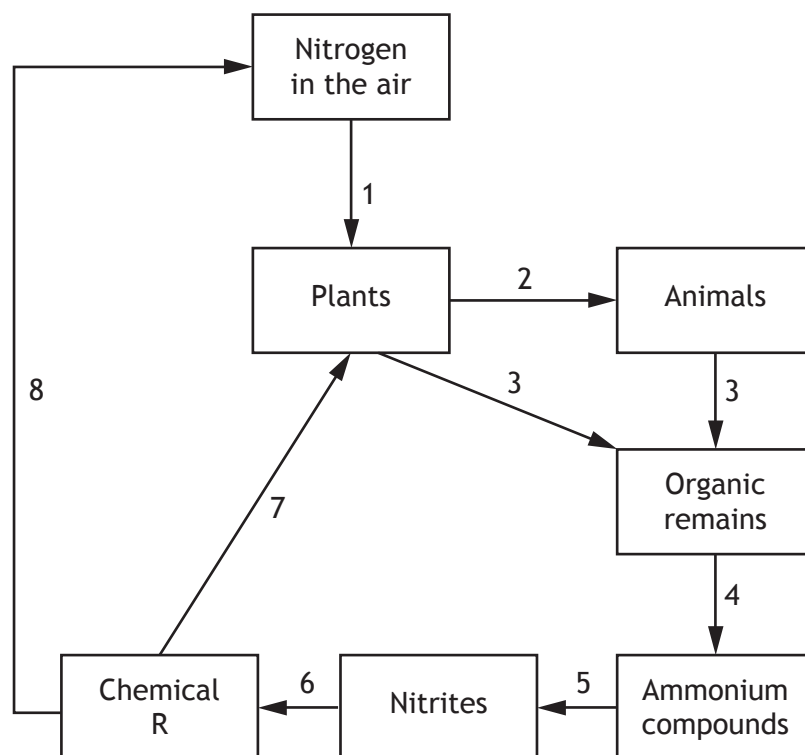 Nitrogen
in the air
1
Plants
2
Animals
8
3
3
7
Organic
remains
4
Chemical
R
6
Nitrites
5
Ammonium
compounds